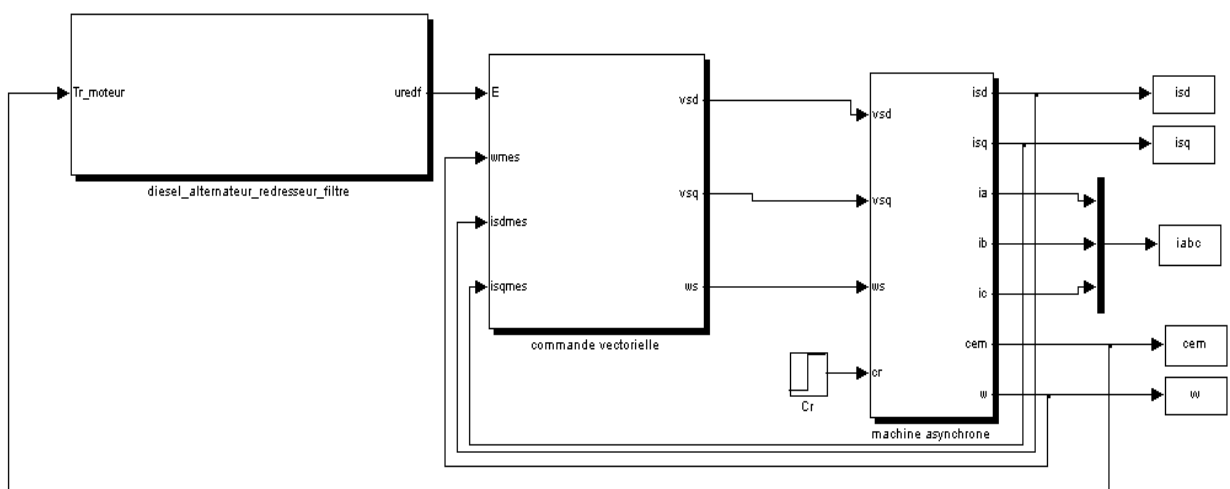 Tr_moteur
uredf
diesel_alternateur_redresseur_filtre
E
wmes
isdmes
isqmes
vsd
vsq
ws
commande vectorielle
vsd
vsq
ws
cr
Cr
isd
isq
ia
ib
ic
cem
w
machine asynchrone
isd
isq
iabc
cem
w